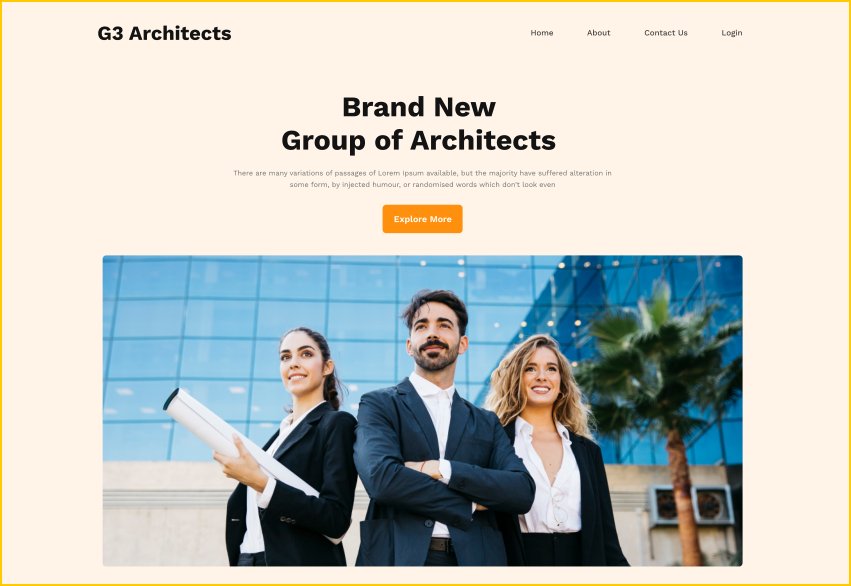 G3 Architects
Home About Contact Us Login
Brand New
Group of Architects
There are many variations of passages of Lorem Ipsum available, but the majority have suffered alteration in
some form, by injected humour, or randomised words which don't look even
Explore More